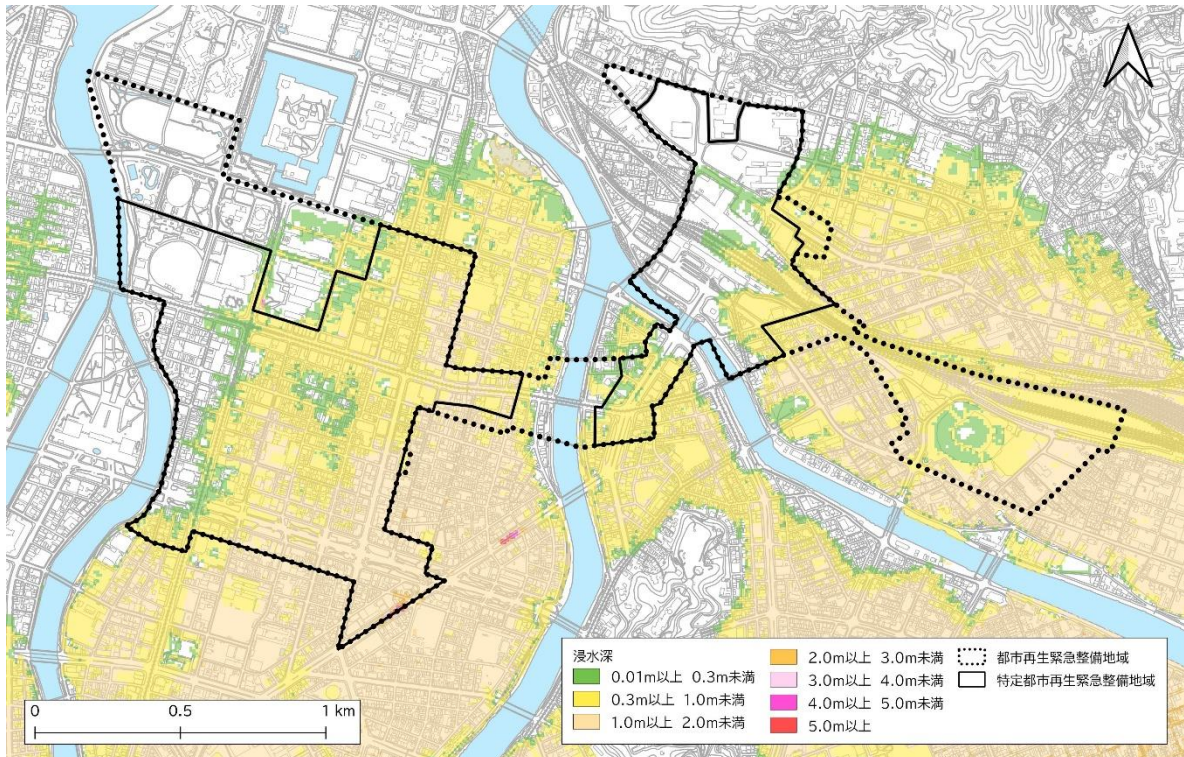 浸水深
0.01m以上 0.3m未満
0.3m以上 1.0m未満
1.0m以上 2.0m未満
2.0m以上 3.0m未満
3.0m以上 4.0m未満
4.0m以上 5.0m未満
5.0m以上
都市再生緊急整備地域
特定都市再生緊急整備地域
0 0.5 1 km